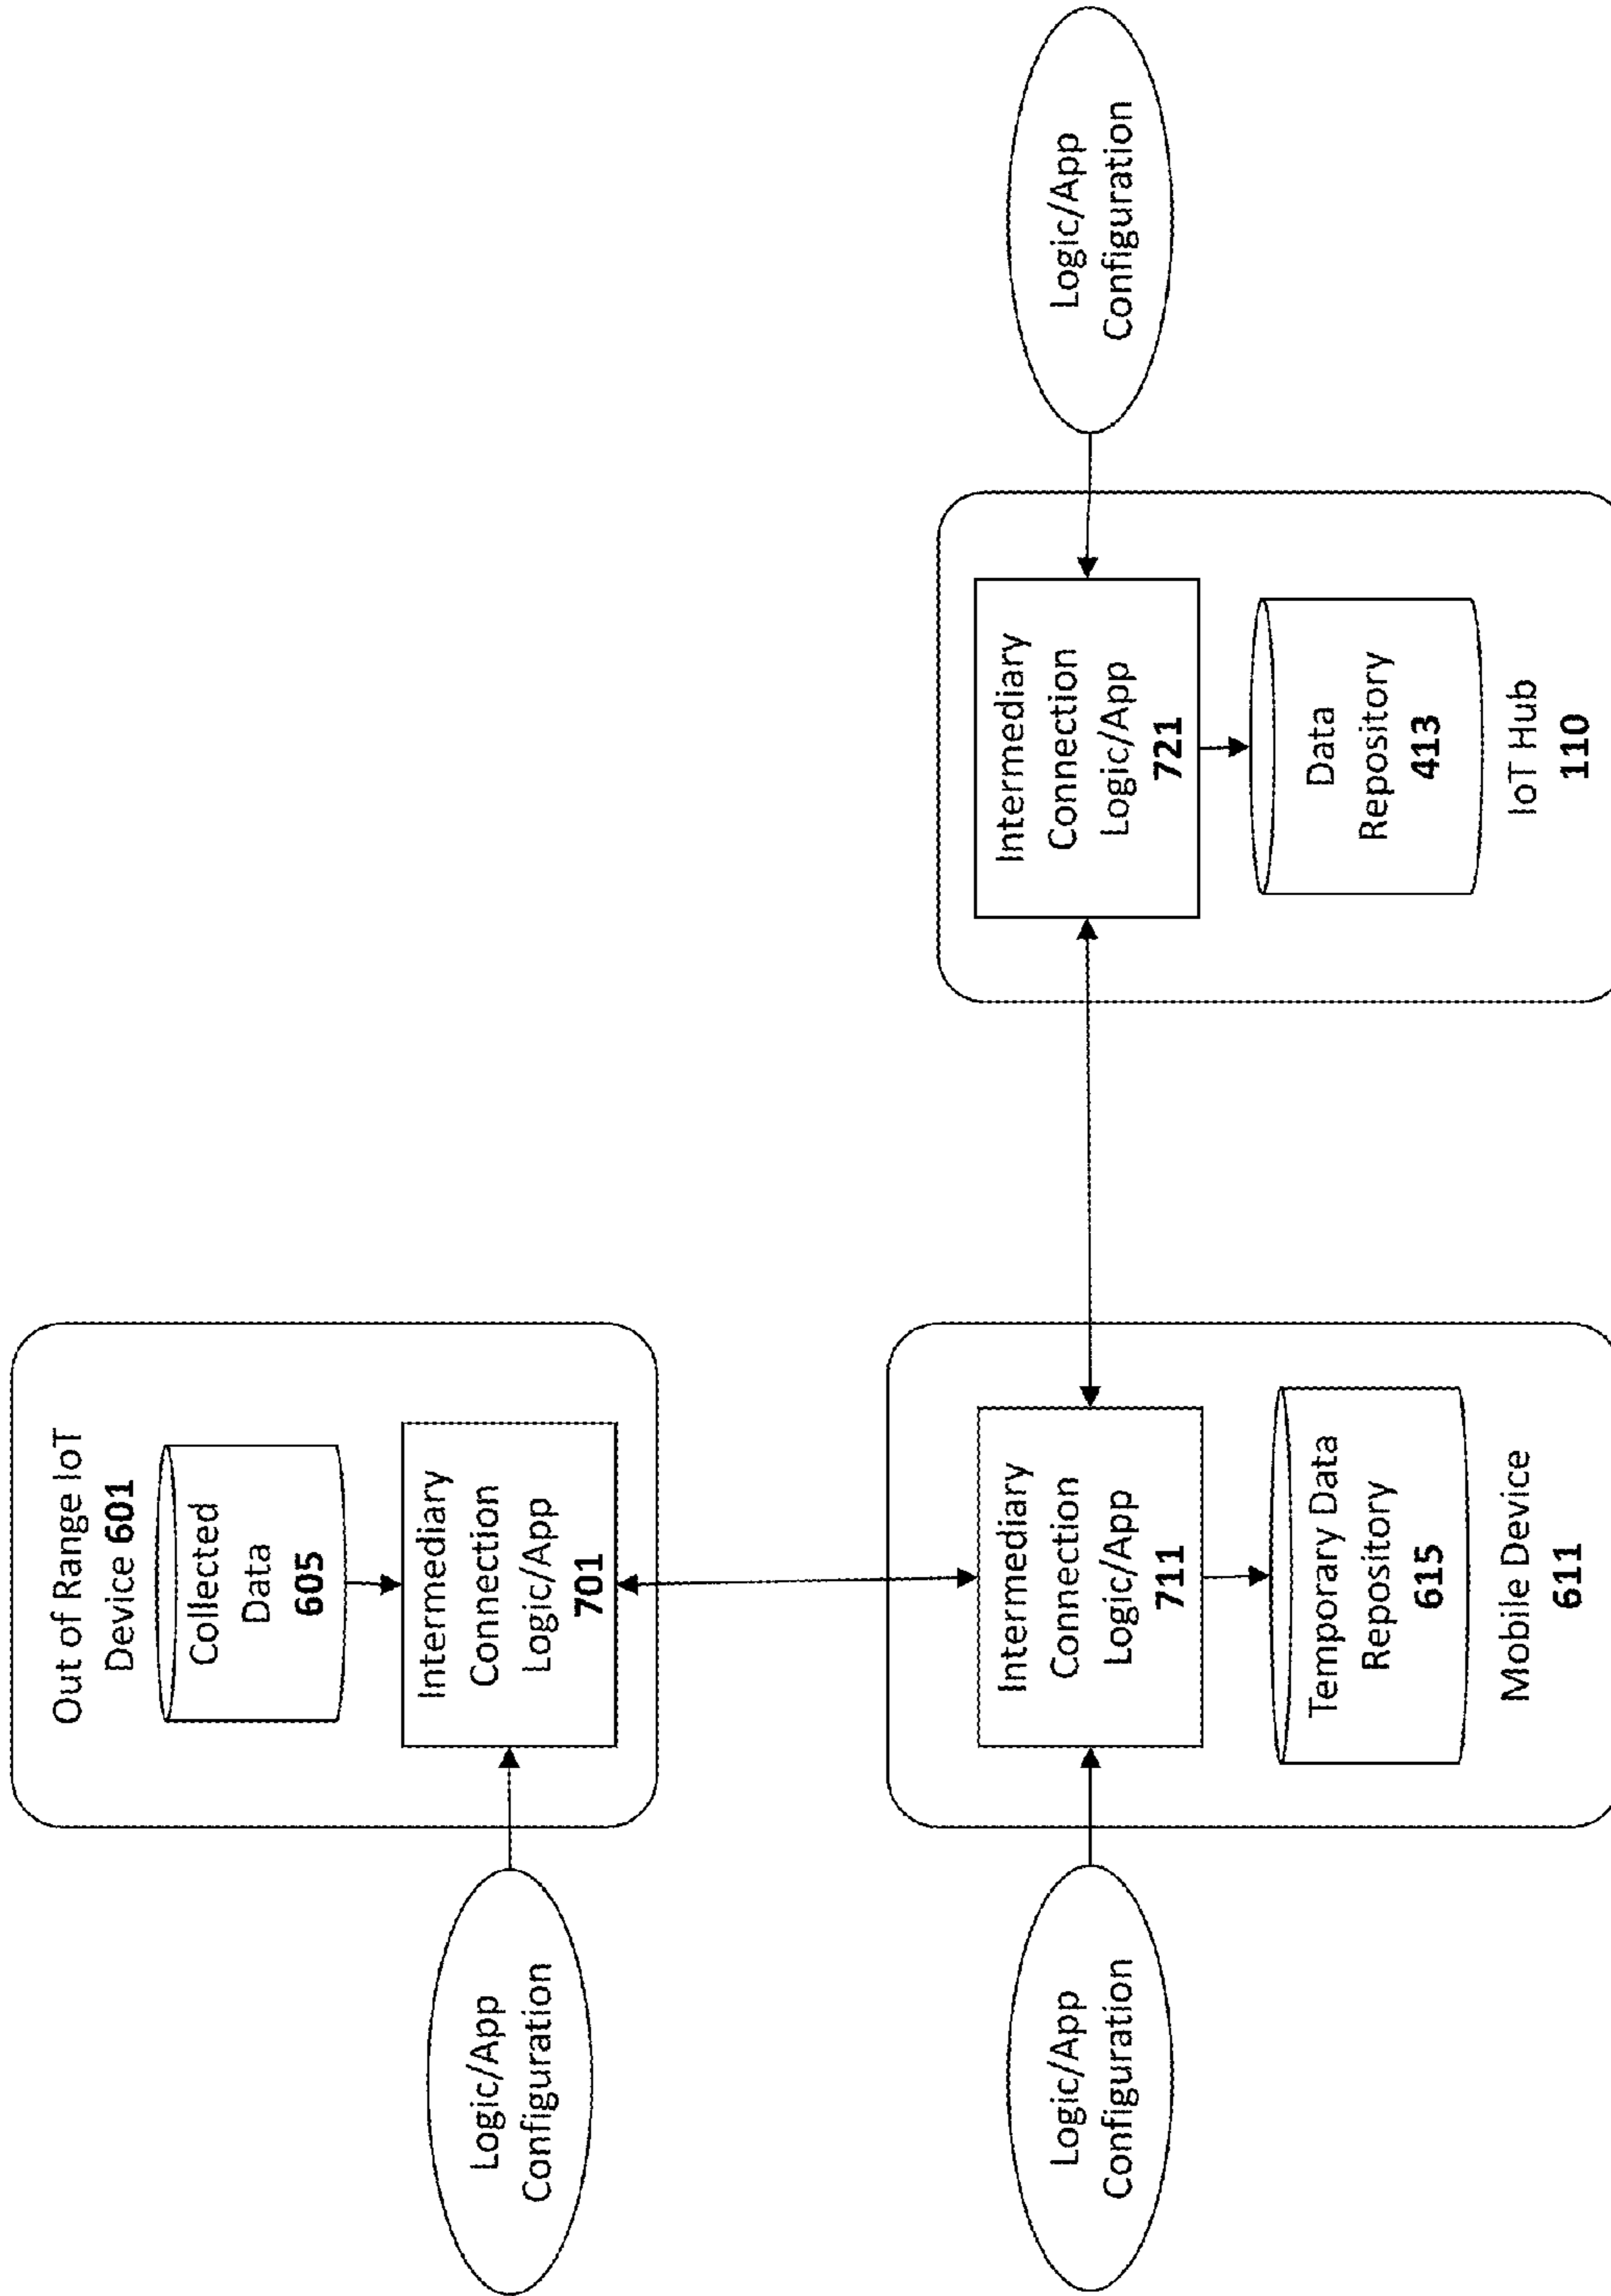 Out of Range IoT
Device 601
Collected
Data
605
Intermediary
Connection
Logic/App
701
Logic/App
Configuration
Intermediary
Connection
Logic/App
711
Temporary Data
Repository
615
Mobile Device
611
Logic/App
Configuration
Intermediary
Connection
Logic/App
721
Data
Repository
413
IoT Hub
110
Logic/App
Configuration